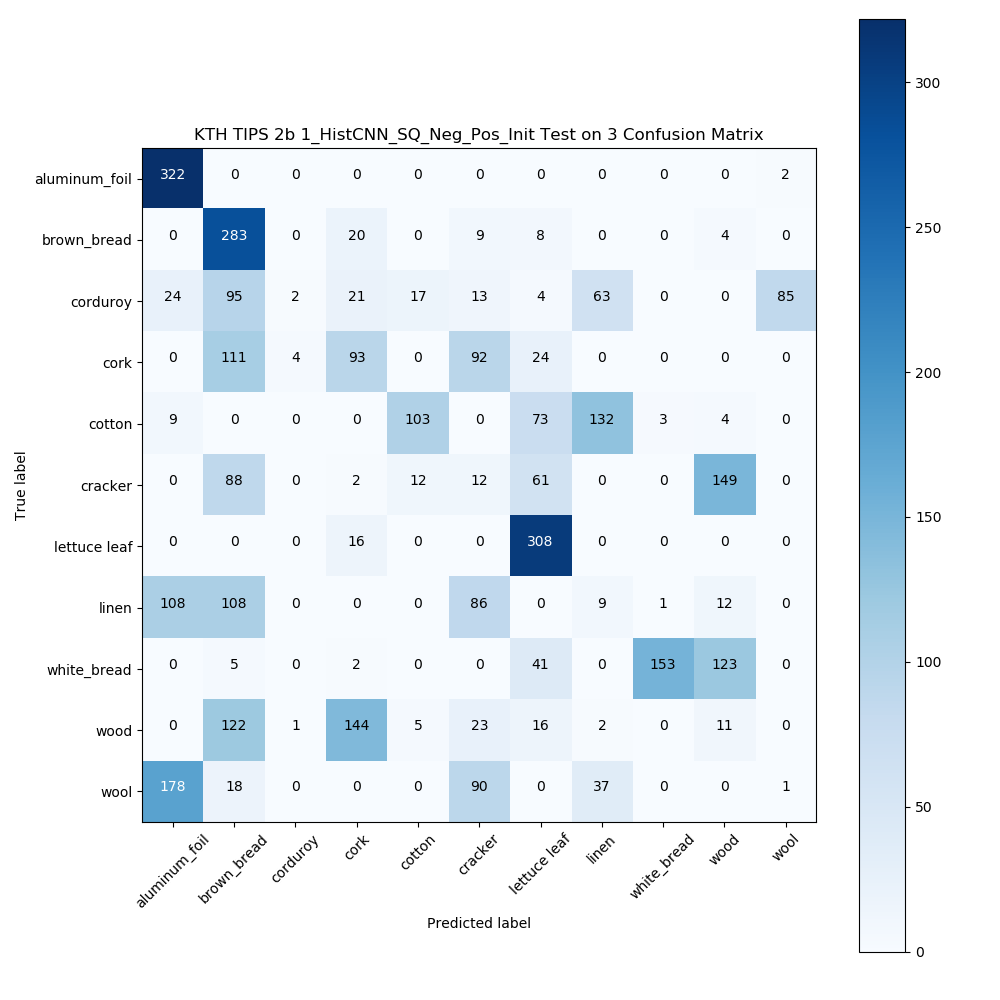 KTH TIPS 2b 1_HistCNN_SQ_Neg_Pos_Init Test on 3 Confusion Matrix
True label
aluminum_foil 322 0 0 0 0 0 0 0 0 0 2
brown_bread 0 283 0 20 0 9 8 0 0 4 0
corduroy 24 95 2 21 17 13 4 63 0 0 85
cork 0 111 4 93 0 92 24 0 0 0 0
cotton 9 0 0 0 103 0 73 132 3 4 0
cracker 0 88 0 2 12 12 61 0 0 149 0
lettuce leaf 0 0 0 16 0 0 308 0 0 0 0
linen 108 108 0 0 0 86 0 9 1 12 0
white_bread 0 5 0 2 0 0 41 0 153 123 0
wood 0 122 1 144 5 23 16 2 0 11 0
wool 178 18 0 0 0 90 0 37 0 0 1
aluminum_foil brown_bread corduroy cork cotton cracker lettuce leaf linen white_bread wood wool
Predicted label
300
250
200
150
100
50
0